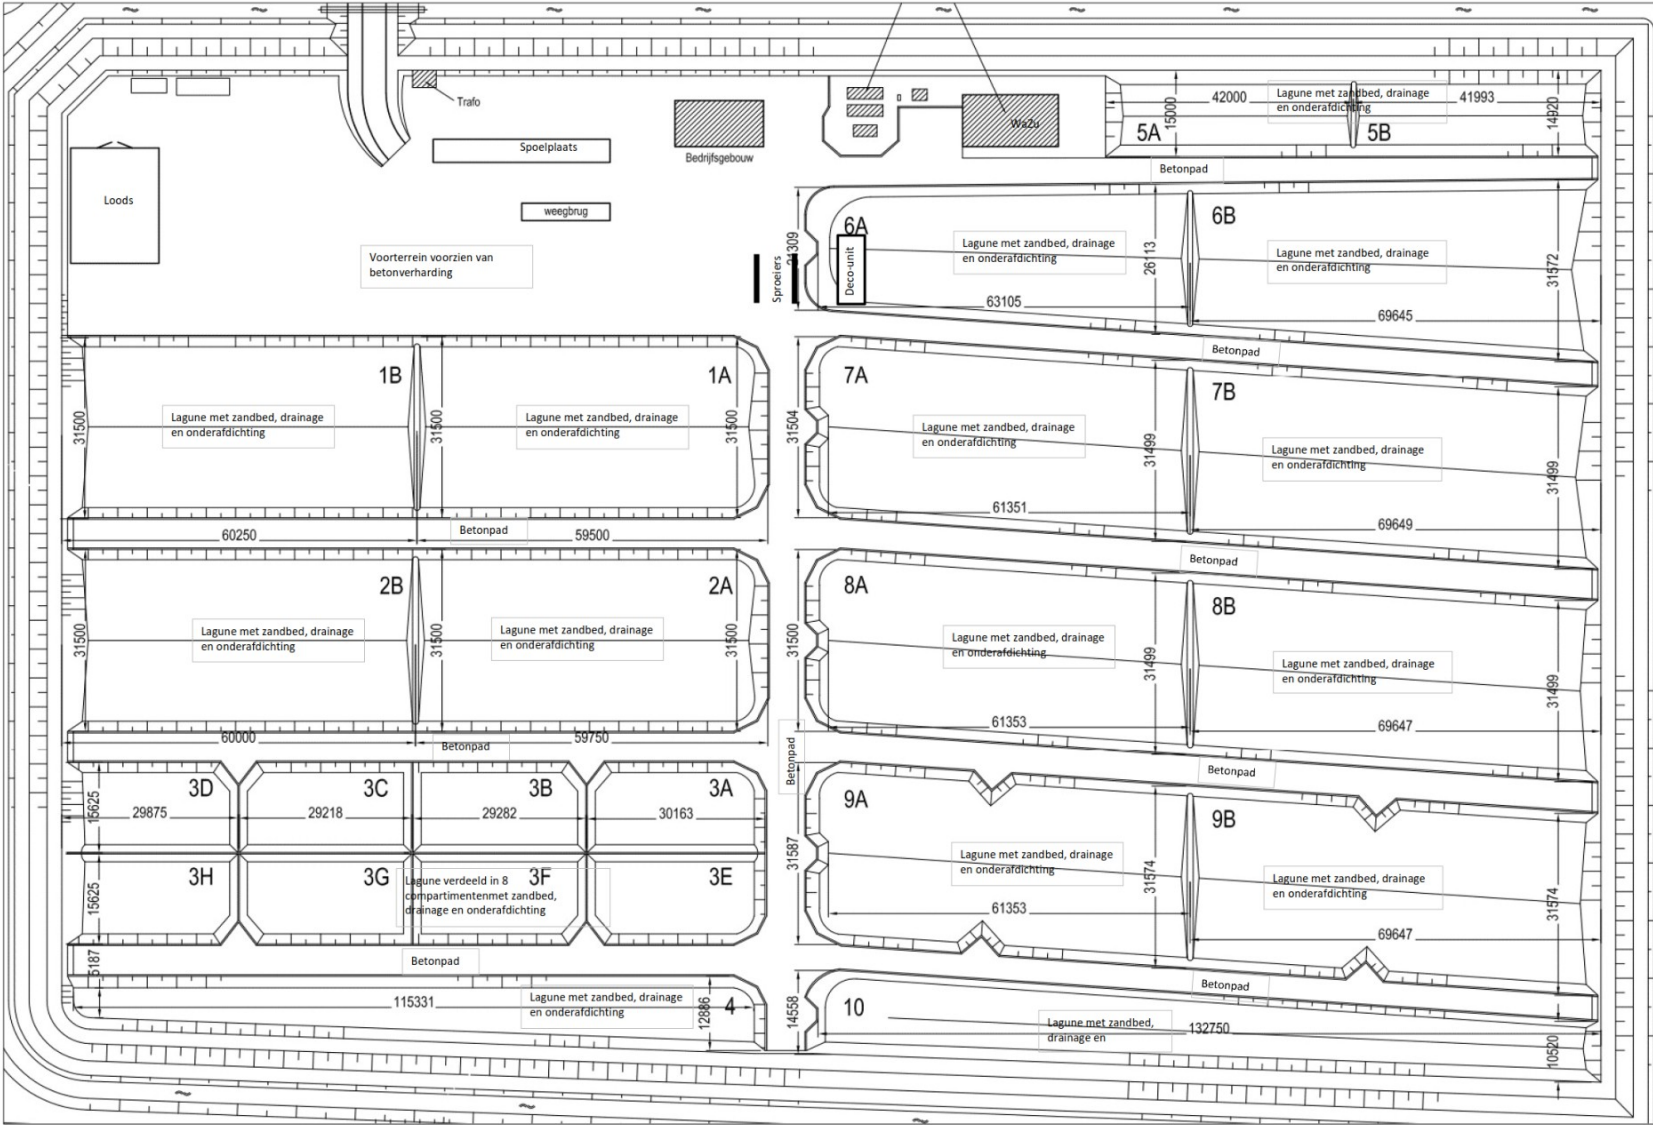 Trafo
Spoelplaats
Bedrijfsgebouw
WaZu
42000
15000
5A
Lagune met zandbed, drainage
en onderafdichting
41993
5B
14920
Betonpad
Loods
weegbrug
Voorterrein voorzien van
betonverharding
Sproeiers
6A
Deco-unit
Lagune met zandbed, drainage
en onderafdichting
26113
63105
6B
Lagune met zandbed, drainage
en onderafdichting
31572
69645
Betonpad
31500
1B
Lagune met zandbed, drainage
en onderafdichting
31500
1A
Lagune met zandbed, drainage
en onderafdichting
31500
60250
Betonpad
59500
31504
7A
Lagune met zandbed, drainage
en onderafdichting
31499
61351
7B
Lagune met zandbed, drainage
en onderafdichting
31499
69649
Betonpad
31500
2B
Lagune met zandbed, drainage
en onderafdichting
31500
2A
Lagune met zandbed, drainage
en onderafdichting
31500
60000
Betonpad
59750
31500
8A
Lagune met zandbed, drainage
en onderafdichting
31499
61353
8B
Lagune met zandbed, drainage
en onderafdichting
31499
69647
Betonpad
Betonpad
15625
3D
29875
3C
29218
3B
29282
3A
30163
15625
3H
3G
3F
3E
Lagune verdeeld in 8
compartimentenmet zandbed,
drainage en onderafdichting
31587
9A
Lagune met zandbed, drainage
en onderafdichting
31574
61353
9B
Lagune met zandbed, drainage
en onderafdichting
31574
69647
Betonpad
5187
Betonpad
115331
Lagune met zandbed, drainage
en onderafdichting
12886
4
14558
10
Lagune met zandbed,
drainage en
132750
10520